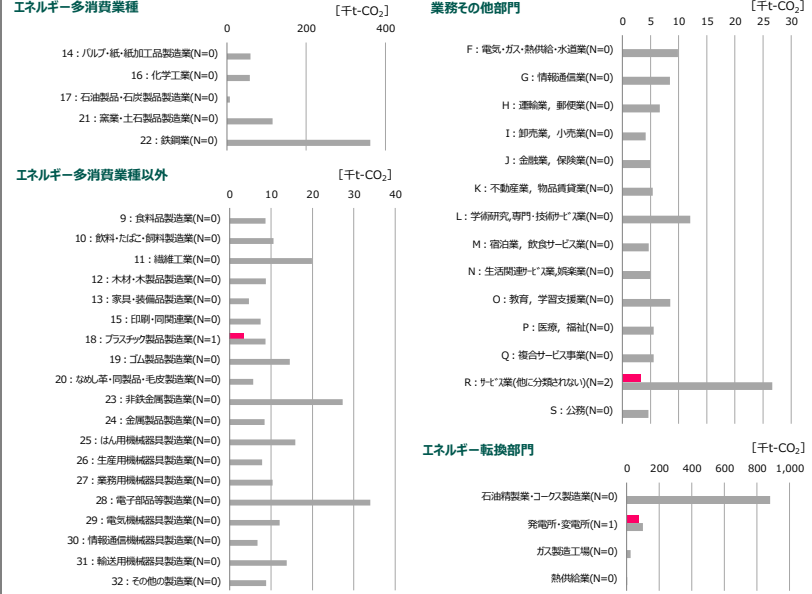 エネルギー多消費業種
[千t-CO₂]
0 200 400
14：パルプ・紙・紙加工品製造業(N=0)
16：化学工業(N=0)
17：石油製品・石炭製品製造業(N=0)
21：窯業・土石製品製造業(N=0)
22：鉄鋼業(N=0)
エネルギー多消費業種以外
[千t-CO₂]
0 10 20 30 40
9：食料品製造業(N=0)
10：飲料・たばこ・飼料製造業(N=0)
11：繊維工業(N=0)
12：木材・木製品製造業(N=0)
13：家具・装備品製造業(N=0)
15：印刷・同関連業(N=0)
18：プラスチック製品製造業(N=1)
19：ゴム製品製造業(N=0)
20：なめし革・同製品・毛皮製造業(N=0)
23：非鉄金属製造業(N=0)
24：金属製品製造業(N=0)
25：はん用機械器具製造業(N=0)
26：生産用機械器具製造業(N=0)
27：業務用機械器具製造業(N=0)
28：電子部品等製造業(N=0)
29：電気機械器具製造業(N=0)
30：情報通信機械器具製造業(N=0)
31：輸送用機械器具製造業(N=0)
32：その他の製造業(N=0)
業務その他部門
[千t-CO₂]
0 5 10 15 20 25 30
F：電気・ガス・熱供給・水道業(N=0)
G：情報通信業(N=0)
H：運輸業，郵便業(N=0)
I：卸売業，小売業(N=0)
J：金融業，保険業(N=0)
K：不動産業，物品賃貸業(N=0)
L：学術研究,専門・技術サービス業(N=0)
M：宿泊業，飲食サービス業(N=0)
N：生活関連サービス業,娯楽業(N=0)
O：教育，学習支援業(N=0)
P：医療，福祉(N=0)
Q：複合サービス事業(N=0)
R：サービス業(他に分類されない)(N=2)
S：公務(N=0)
エネルギー転換部門
[千t-CO₂]
0 200 400 600 800 1,000
石油精製業・コークス製造業(N=0)
発電所・変電所(N=1)
ガス製造工場(N=0)
熱供給業(N=0)